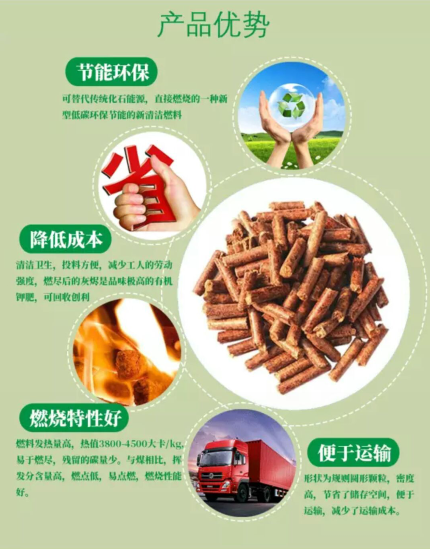 产品优势
节能环保
可替代传统化石能源，直接燃烧的一种新
型低碳环保节能的新清洁燃料
省
降低成本
清洁卫生，投料方便，减少工人的劳动
强度，燃尽后的灰烬是品味极高的有机
钾肥，可回收创利
燃烧特性好
燃料发热量高，热值3800-4500大卡/kg,
易于燃尽，残留的碳量少。与煤相比，挥
发分含量高，燃点低，易点燃，燃烧性能
好。
便于运输
形状为规则圆形颗粒，密度
高，节省了储存空间，便于
运输，减少了运输成本。